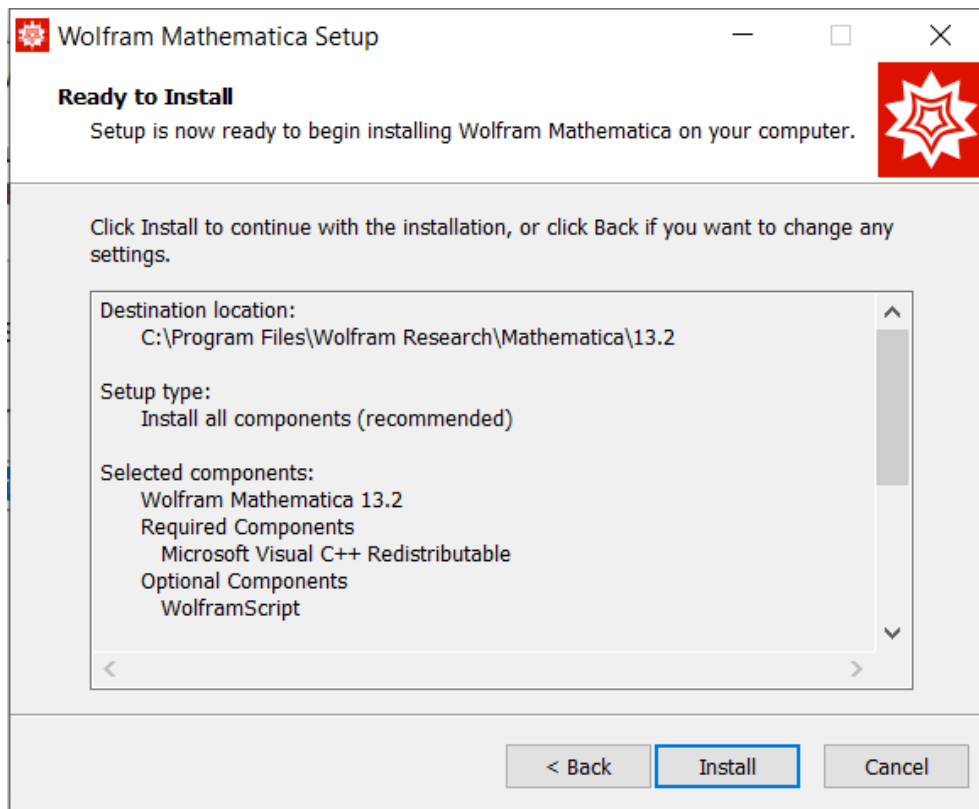 Wolfram Mathematica Setup
Ready to Install
Setup is now ready to begin installing Wolfram Mathematica on your computer.
Click Install to continue with the installation, or click Back if you want to change any
settings.
Destination location:
C:\Program Files\Wolfram Research\Mathematica\13.2
Setup type:
Install all components (recommended)
Selected components:
Wolfram Mathematica 13.2
Required Components
Microsoft Visual C++ Redistributable
Optional Components
WolframScript
< Back Install Cancel